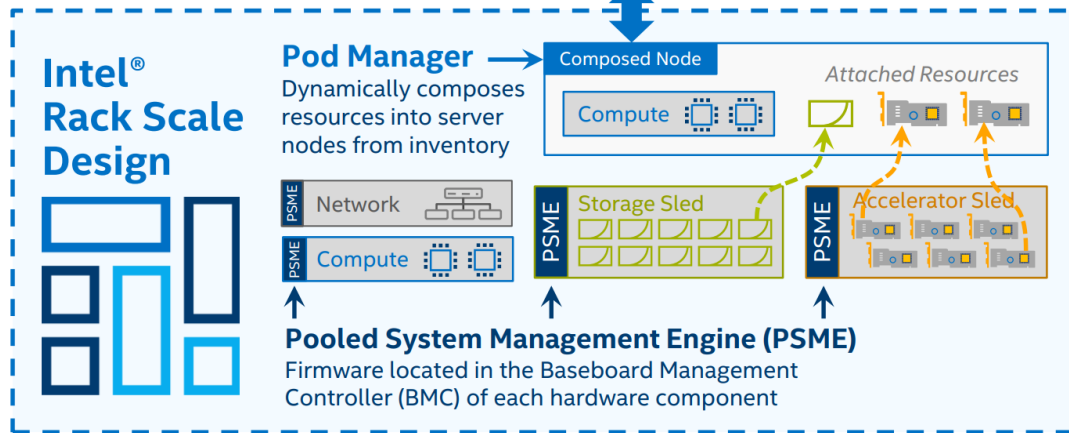 Intel®
Rack Scale
Design
Pod Manager
Dynamically composes
resources into server
nodes from inventory
Composed Node
Attached Resources
Compute
PSME
Network
PSME
Compute
PSME
Storage Sled
PSME
Accelerator Sled
Pooled System Management Engine (PSME)
Firmware located in the Baseboard Management
Controller (BMC) of each hardware component